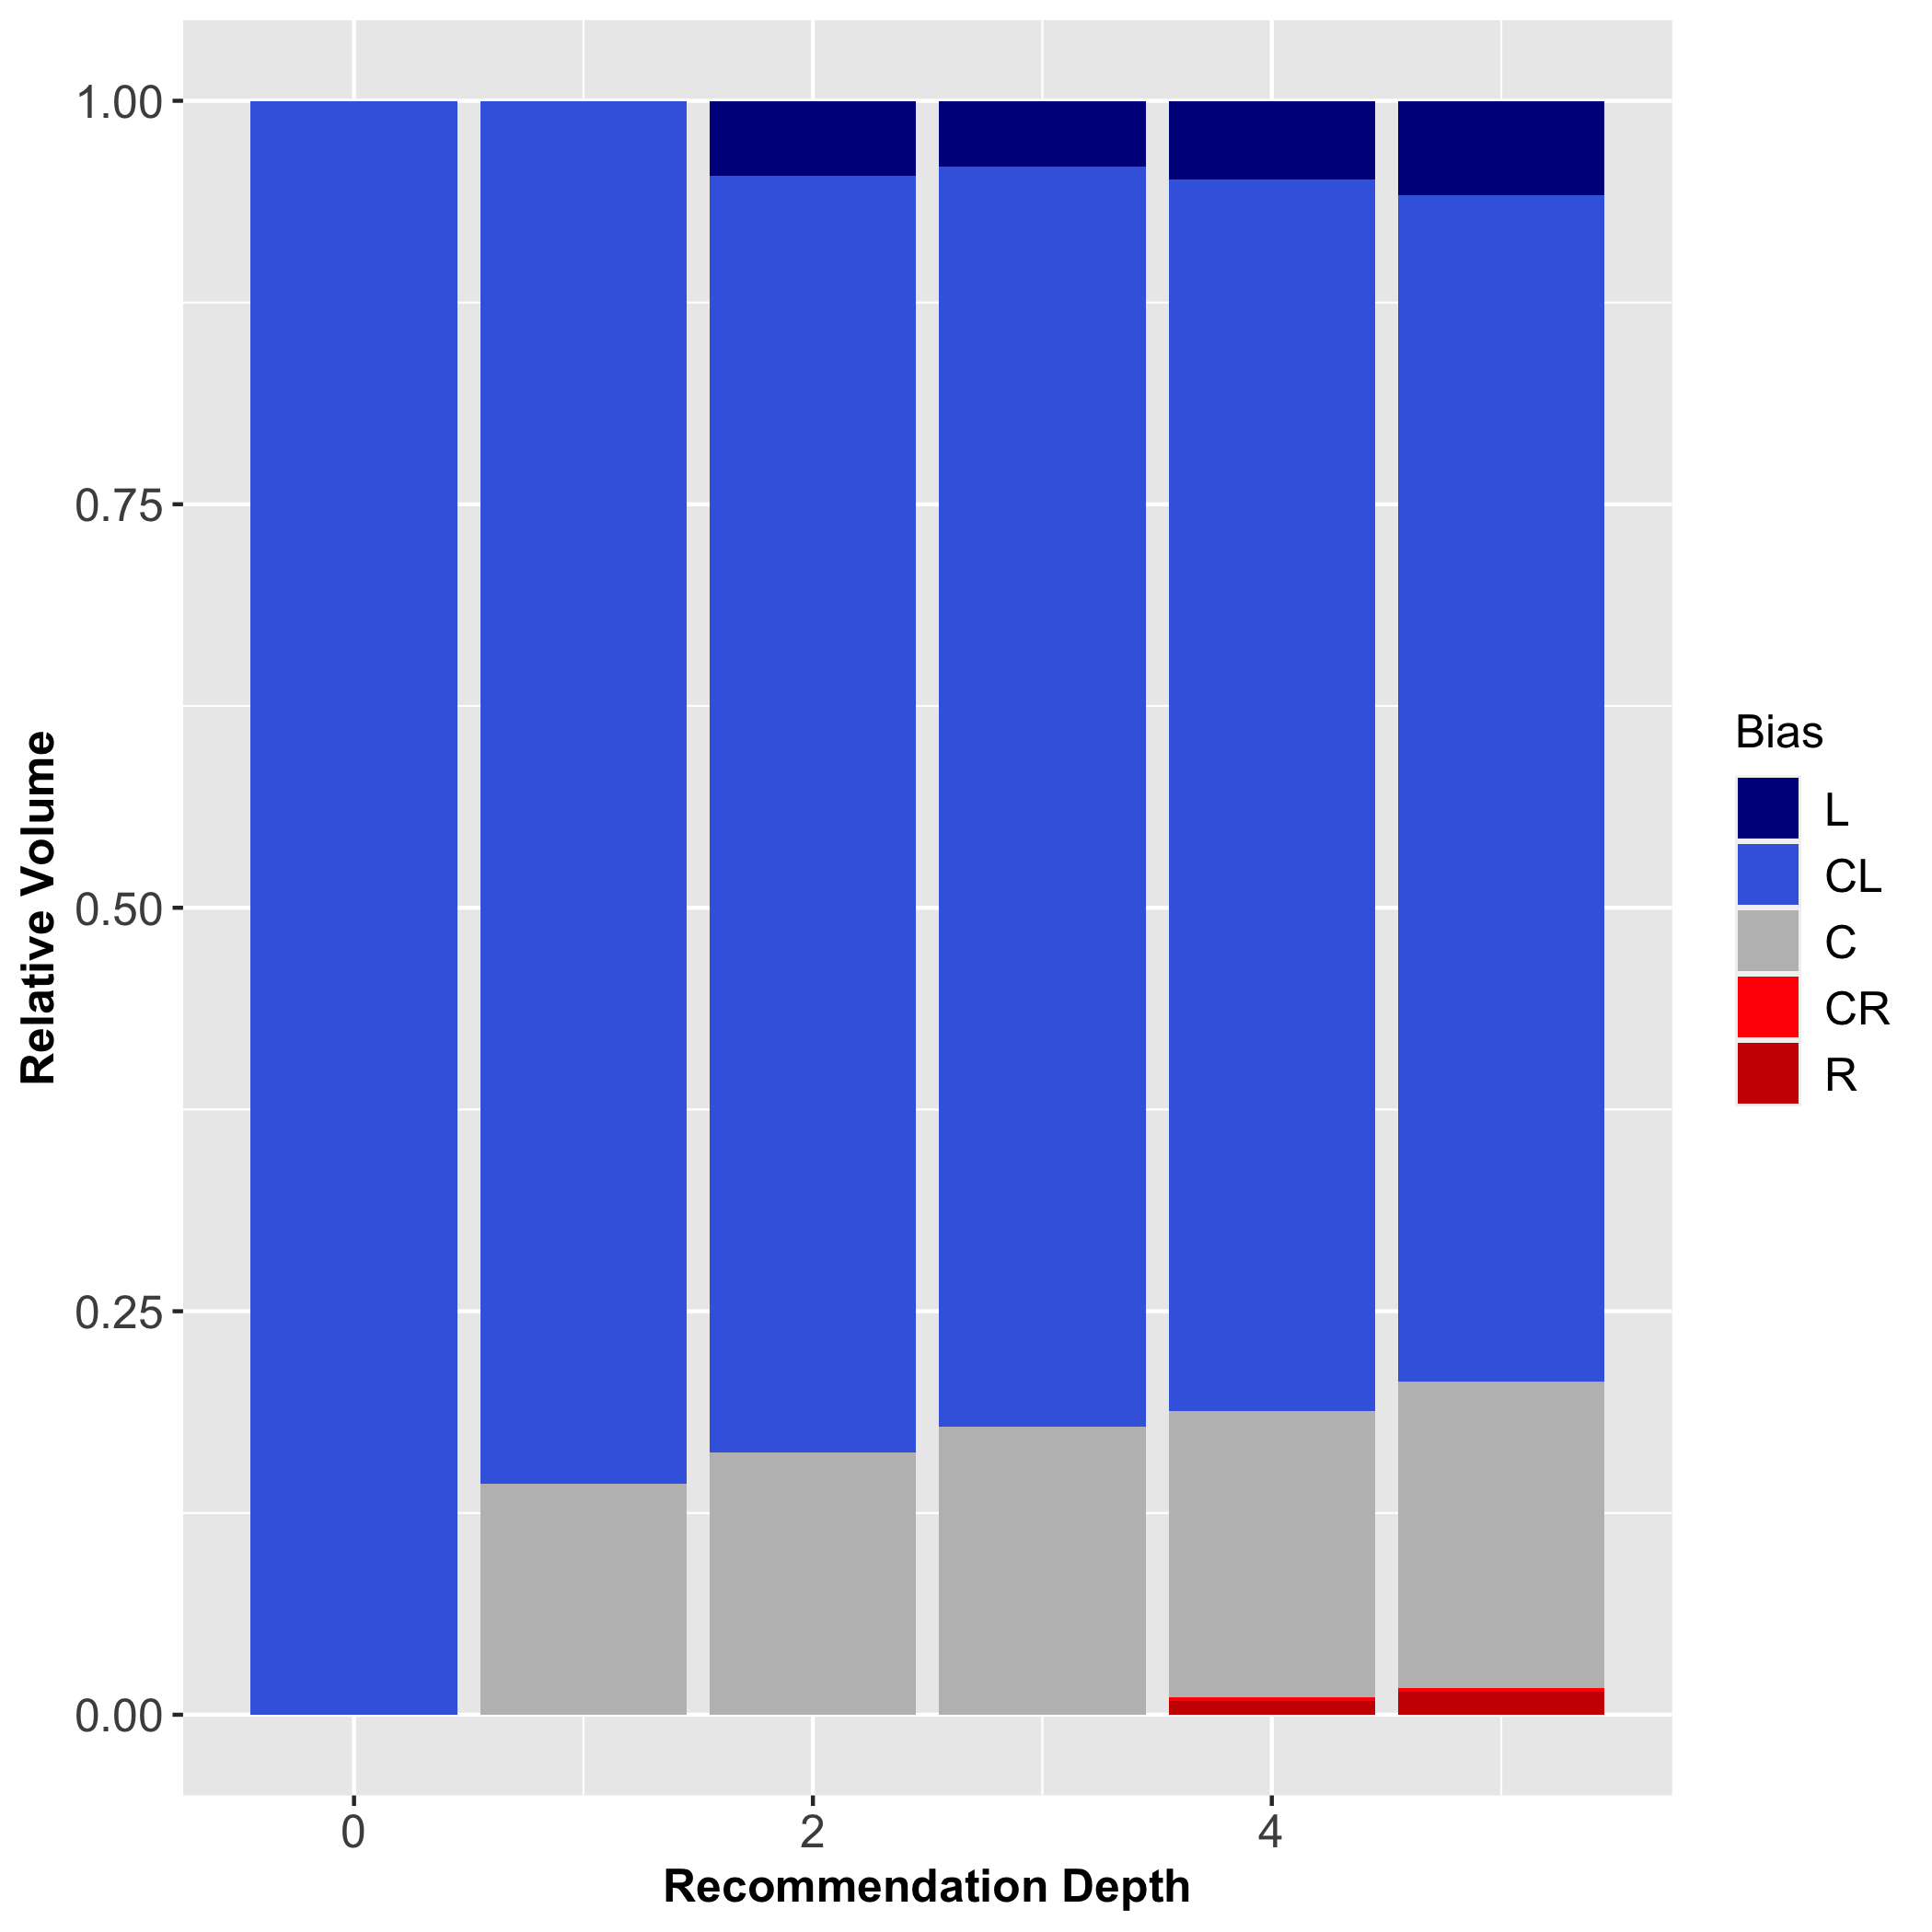 1.00
0.75
0.50
0.25
0.00
Relative Volume
0 2 4
Recommendation Depth
Bias
L
CL
C
CR
R